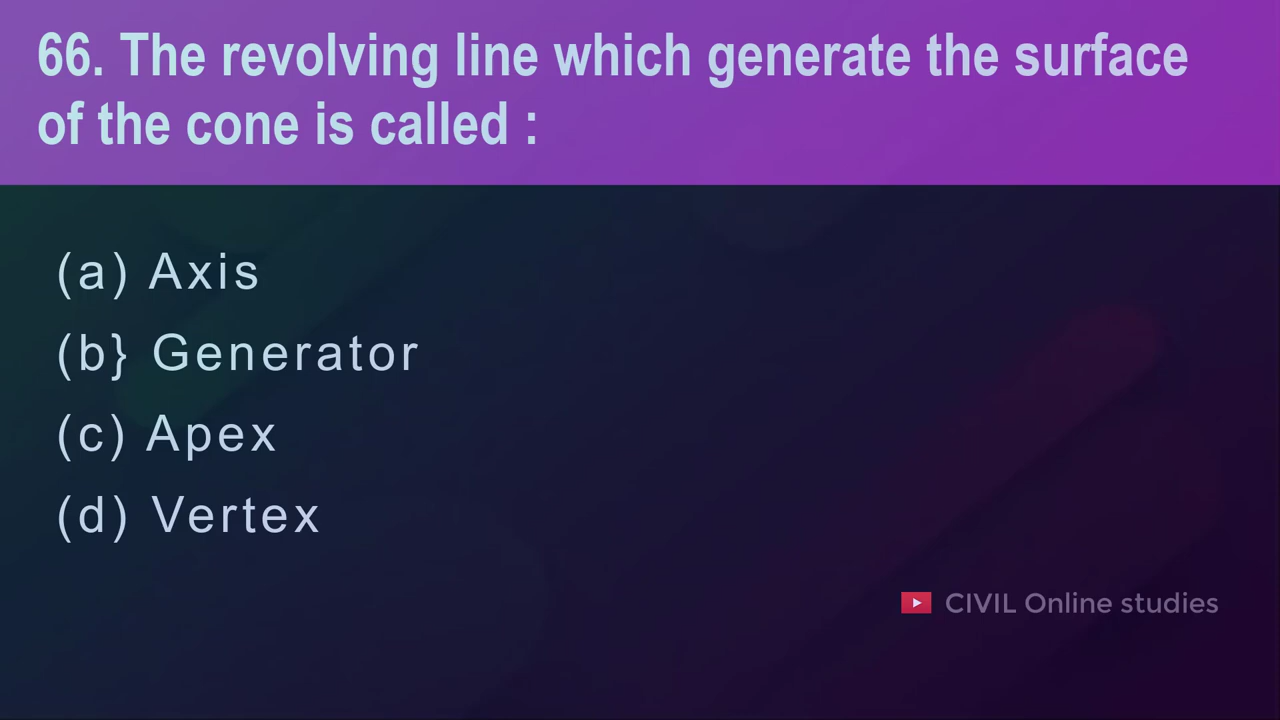 66. The revolving line which generate the surface
of the cone is called :
(a) Axis
(b} Generator
(c) Apex
(d) Vertex
CIVIL Online studies